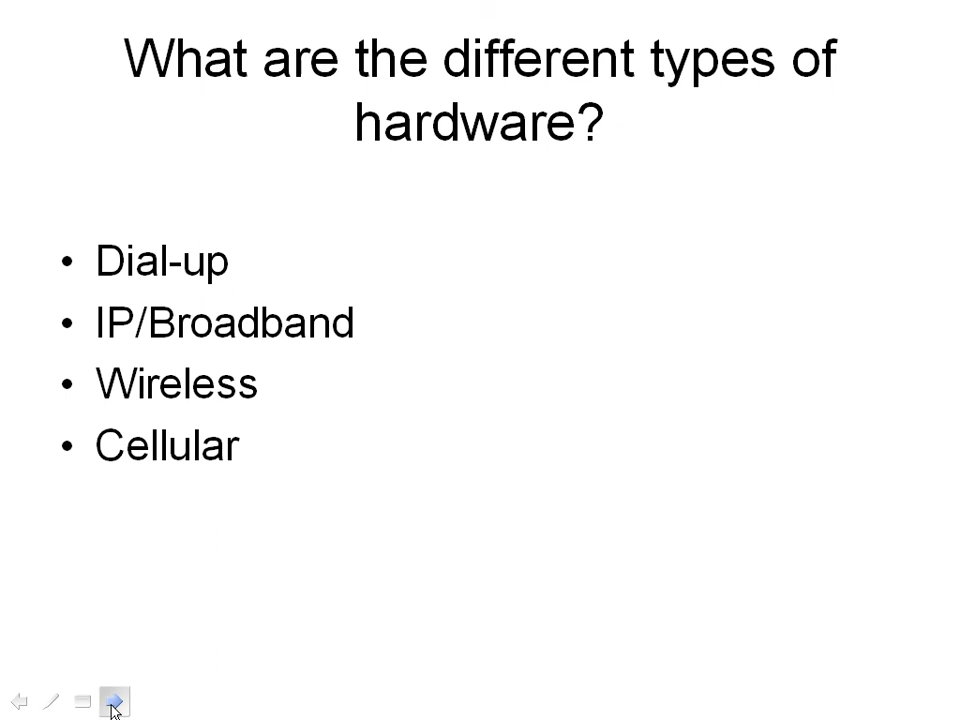 What are the different types of
hardware?
• Dial-up
• IP/Broadband
• Wireless
• Cellular